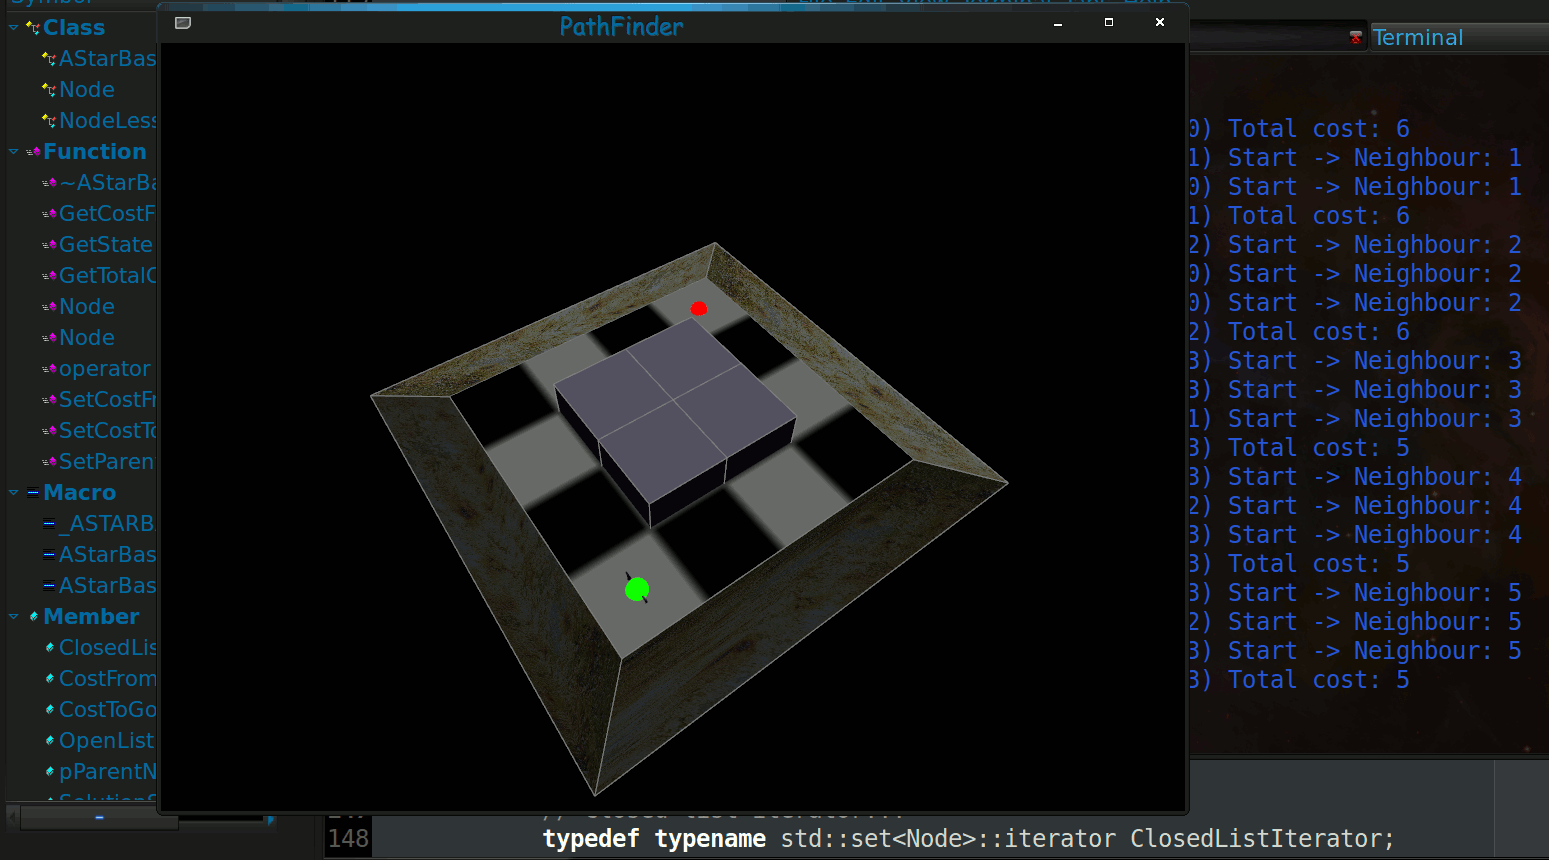 Symbol
Class
AStarBas
Node
NodeLess
Function
~AStarBa
GetCostF
GetState
GetTotalC
Node
Node
operator
SetCostFr
SetCostTo
SetParen
Macro
_ASTARB
AStarBas
AStarBas
Member
ClosedLis
CostFrom
CostToGo
OpenList
pParentN
PathFinder
Terminal
0) Total cost: 6
1) Start -> Neighbour: 1
0) Start -> Neighbour: 1
1) Total cost: 6
2) Start -> Neighbour: 2
0) Start -> Neighbour: 2
0) Start -> Neighbour: 2
2) Total cost: 6
3) Start -> Neighbour: 3
3) Start -> Neighbour: 3
1) Start -> Neighbour: 3
3) Total cost: 5
3) Start -> Neighbour: 4
2) Start -> Neighbour: 4
3) Start -> Neighbour: 4
3) Total cost: 5
3) Start -> Neighbour: 5
2) Start -> Neighbour: 5
3) Start -> Neighbour: 5
3) Total cost: 5
// Closed list iterator...
148 typedef typename std::set<Node>::iterator ClosedListIterator;